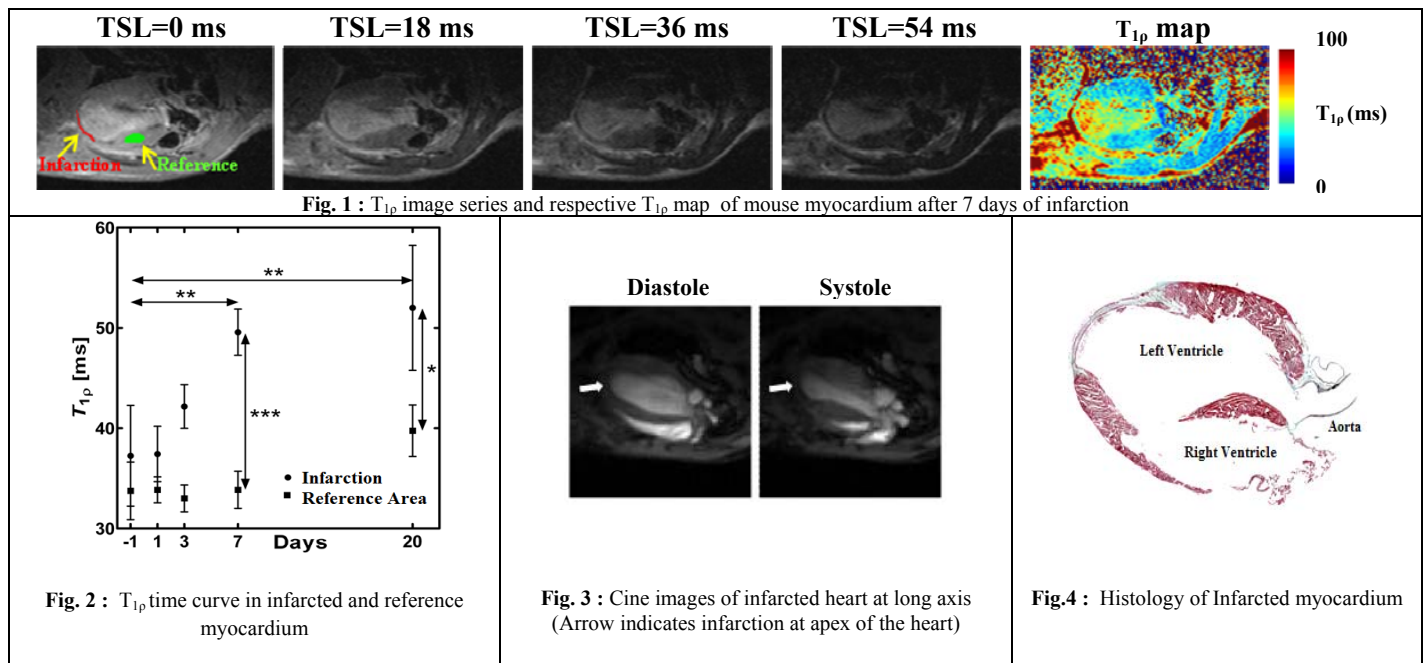 TSL=0 ms TSL=18 ms TSL=36 ms TSL=54 ms T₁ρ map
100
T₁ρ (ms)
0
Infarction Reference
Fig. 1 : T₁ρ image series and respective T₁ρ map of mouse myocardium after 7 days of infarction
60
50
40
30
T₁ρ [ms]
**
**
***
*
Infarction
Reference Area
-1 1 3 7 Days 20
Fig. 2 : T₁ρ time curve in infarcted and reference
myocardium
Diastole Systole
Fig. 3 : Cine images of infarcted heart at long axis
(Arrow indicates infarction at apex of the heart)
Left Ventricle
Aorta
Right Ventricle
Fig.4 : Histology of Infarcted myocardium